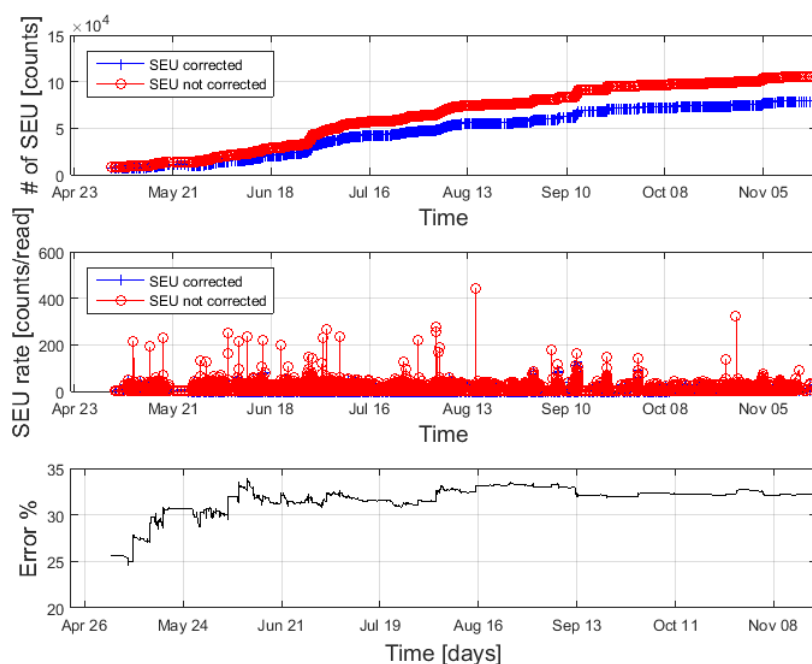 ×10⁴
15
10
5
0
# of SEU [counts]
SEU corrected
SEU not corrected
Apr 23 May 21 Jun 18 Jul 16 Aug 13 Sep 10 Oct 08 Nov 05
Time
600
400
200
0
SEU rate [counts/read]
SEU corrected
SEU not corrected
Apr 23 May 21 Jun 18 Jul 16 Aug 13 Sep 10 Oct 08 Nov 05
Time
35
30
25
20
Error %
Apr 26 May 24 Jun 21 Jul 19 Aug 16 Sep 13 Oct 11 Nov 08
Time [days]